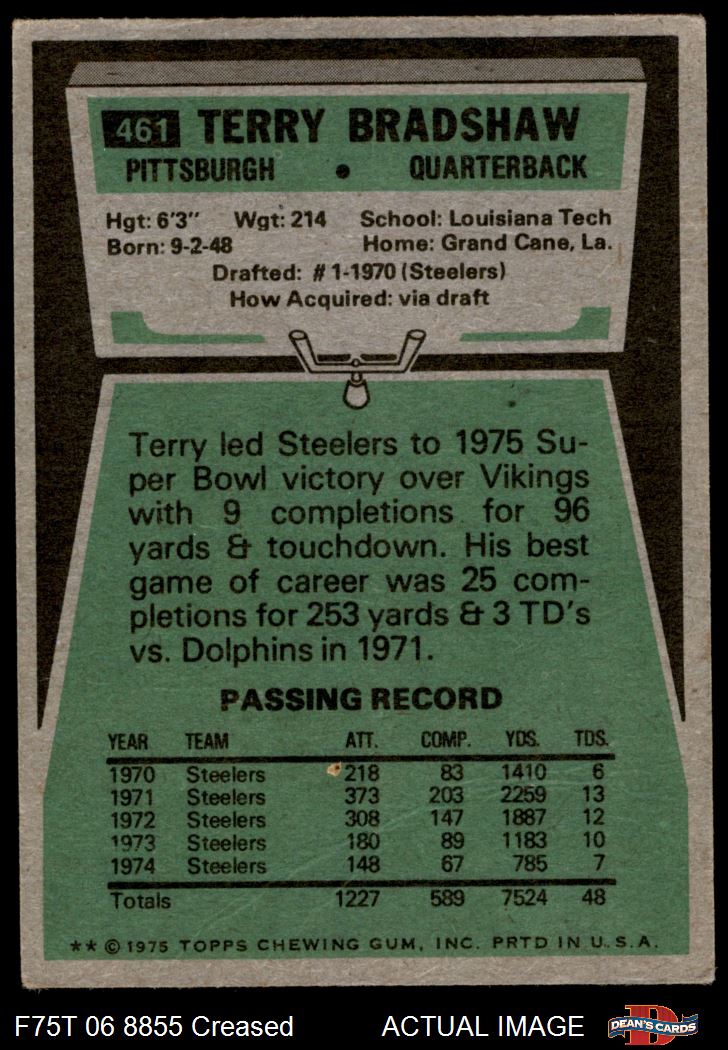 461 TERRY BRADSHAW
PITTSBURGH • QUARTERBACK
Hgt: 6'3" Wgt: 214 School: Louisiana Tech
Born: 9-2-48 Home: Grand Cane, La.
Drafted: #1-1970 (Steelers)
How Acquired: via draft
Terry led Steelers to 1975 Su-
per Bowl victory over Vikings
with 9 completions for 96
yards & touchdown. His best
game of career was 25 com-
pletions for 253 yards & 3 TD's
vs. Dolphins in 1971.
PASSING RECORD
YEAR TEAM ATT. COMP. YDS. TDS.
1970 Steelers 218 83 1410 6
1971 Steelers 373 203 2259 13
1972 Steelers 308 147 1887 12
1973 Steelers 180 89 1183 10
1974 Steelers 148 67 785 7
Totals 1227 589 7524 48
** © 1975 TOPPS CHEWING GUM, INC. PRTD IN U.S.A.
F75T 06 8855 Creased ACTUAL IMAGE DEAN'S CARDS